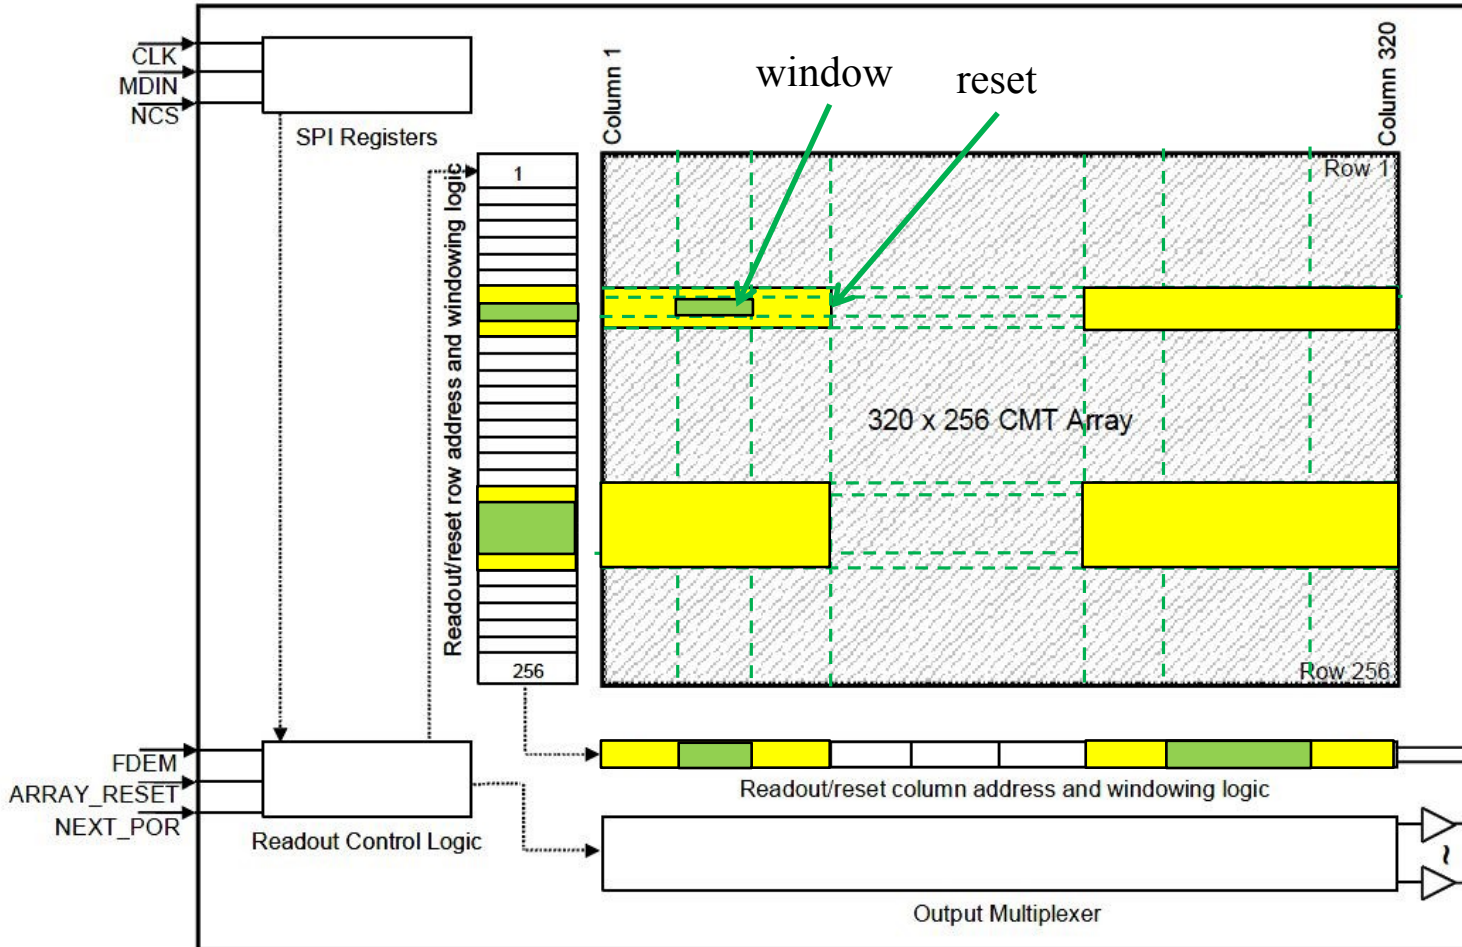 CLK
MDIN
NCS
SPI Registers
Readout/reset row address and windowing logic
1
256
Column 1
window
reset
Column 320
Row 1
320 x 256 CMT Array
Row 256
FDEM
ARRAY_RESET
NEXT_POR
Readout Control Logic
Readout/reset column address and windowing logic
Output Multiplexer
~